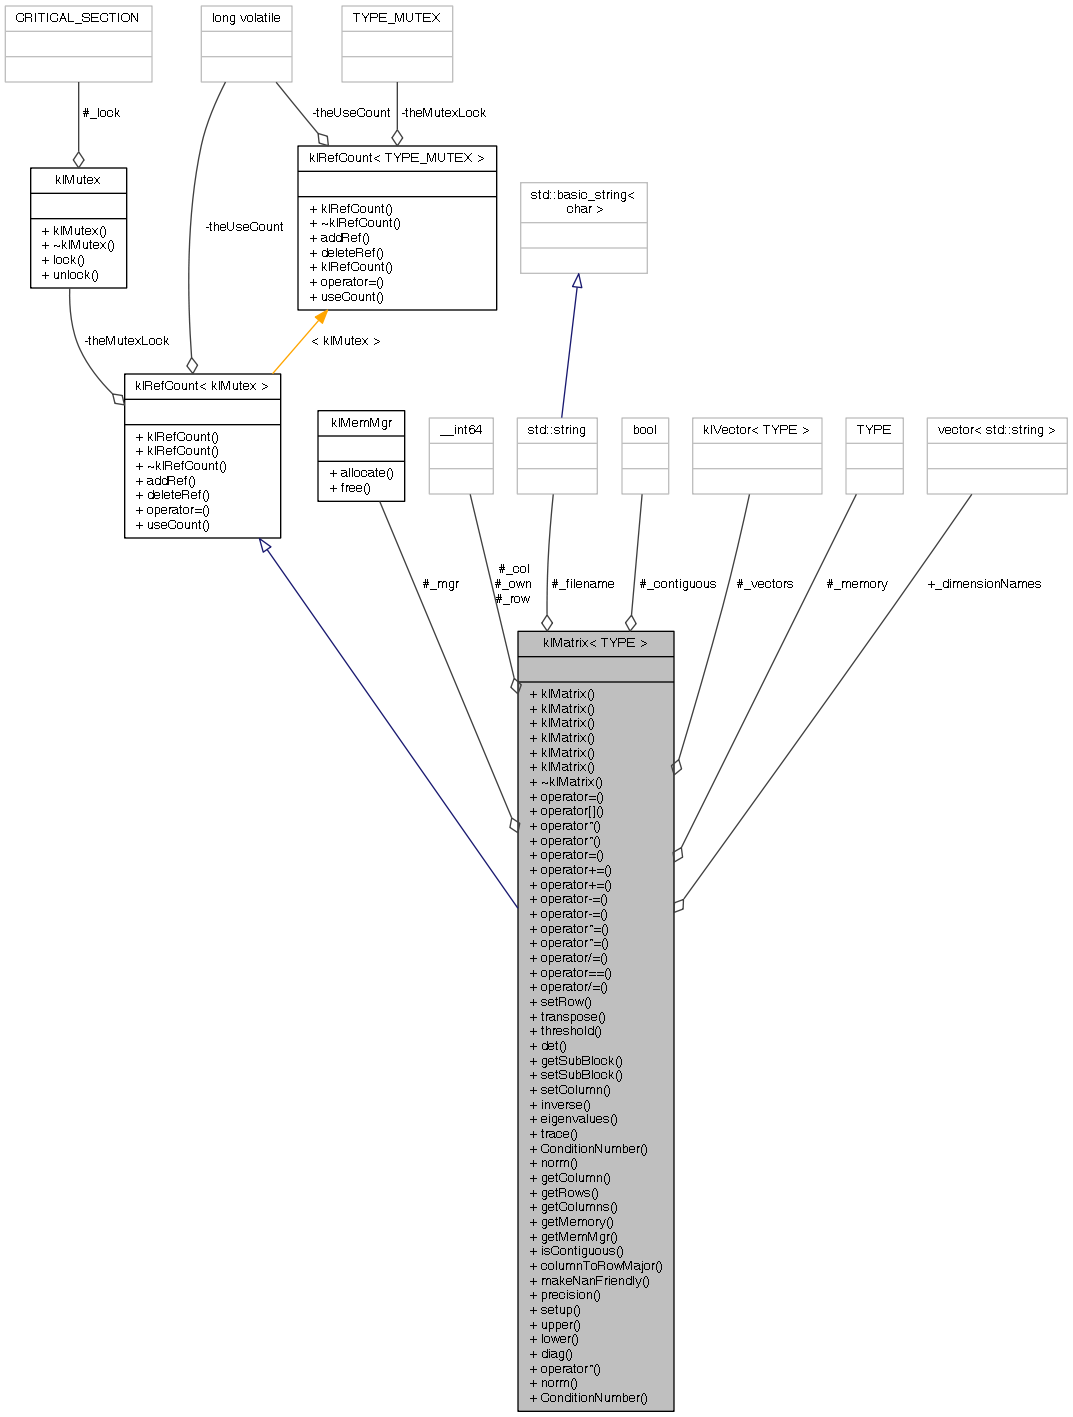 CRITICAL_SECTION
long volatile
TYPE_MUTEX
#_lock
-theUseCount
-theMutexLock
klRefCount< TYPE_MUTEX >
+ klRefCount()
+ ~klRefCount()
+ addRef()
+ deleteRef()
+ klRefCount()
+ operator=()
+ useCount()
klMutex
+ klMutex()
+ ~klMutex()
+ lock()
+ unlock()
-theUseCount
std::basic_string<
char >
-theMutexLock
< klMutex >
klRefCount< klMutex >
+ klRefCount()
+ klRefCount()
+ ~klRefCount()
+ addRef()
+ deleteRef()
+ operator=()
+ useCount()
klMemMgr
+ allocate()
+ free()
__int64
std::string
bool
klVector< TYPE >
TYPE
vector< std::string >
#_mgr
#_col
#_own
#_row
#_filename
#_contiguous
#_vectors
#_memory
+_dimensionNames
klMatrix< TYPE >
+ klMatrix()
+ klMatrix()
+ klMatrix()
+ klMatrix()
+ klMatrix()
+ klMatrix()
+ ~klMatrix()
+ operator=()
+ operator[]()
+ operator*()
+ operator*()
+ operator=()
+ operator+=()
+ operator+=()
+ operator-=()
+ operator-=()
+ operator*=()
+ operator*=()
+ operator/=()
+ operator==()
+ operator/=()
+ setRow()
+ transpose()
+ threshold()
+ det()
+ getSubBlock()
+ setSubBlock()
+ setColumn()
+ inverse()
+ eigenvalues()
+ trace()
+ ConditionNumber()
+ norm()
+ getColumn()
+ getRows()
+ getColumns()
+ getMemory()
+ getMemMgr()
+ isContiguous()
+ columnToRowMajor()
+ makeNanFriendly()
+ precision()
+ setup()
+ upper()
+ lower()
+ diag()
+ operator*()
+ norm()
+ ConditionNumber()